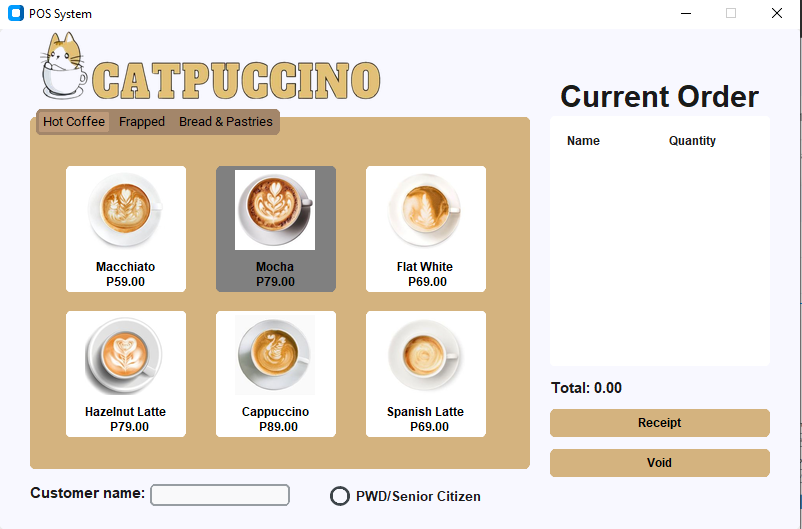 POS System
CATPUCCINO
Current Order
Hot Coffee Frapped Bread & Pastries
Name Quantity
Macchiato
P59.00
Mocha
P79.00
Flat White
P69.00
Hazelnut Latte
P79.00
Cappuccino
P89.00
Spanish Latte
P69.00
Total: 0.00
Receipt
Void
Customer name:
PWD/Senior Citizen